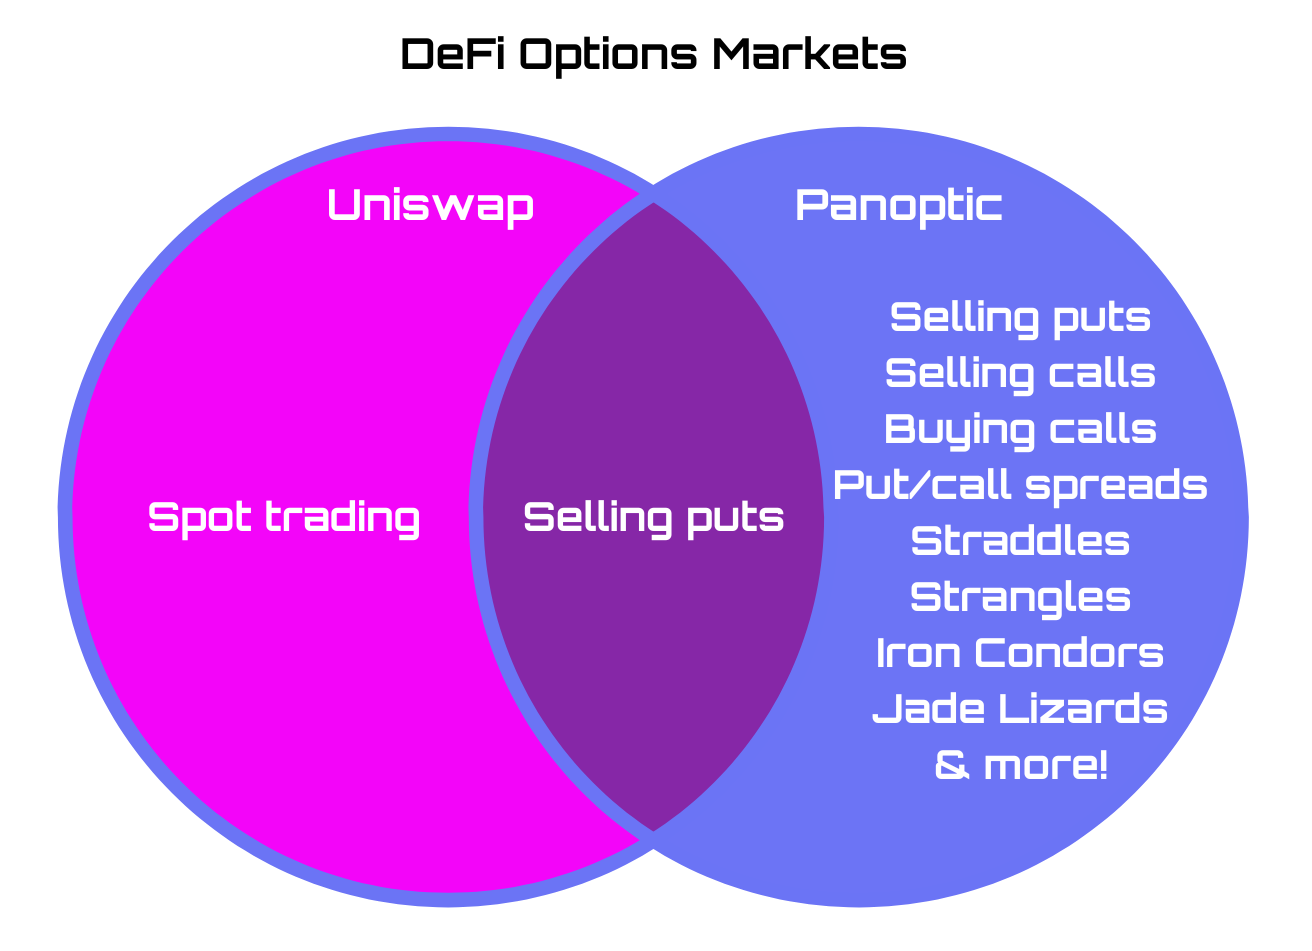 DeFi Options Markets
Uniswap
Panoptic
Spot trading
Selling puts
Selling puts
Selling calls
Buying calls
Put/call spreads
Straddles
Strangles
Iron Condors
Jade Lizards
& more!